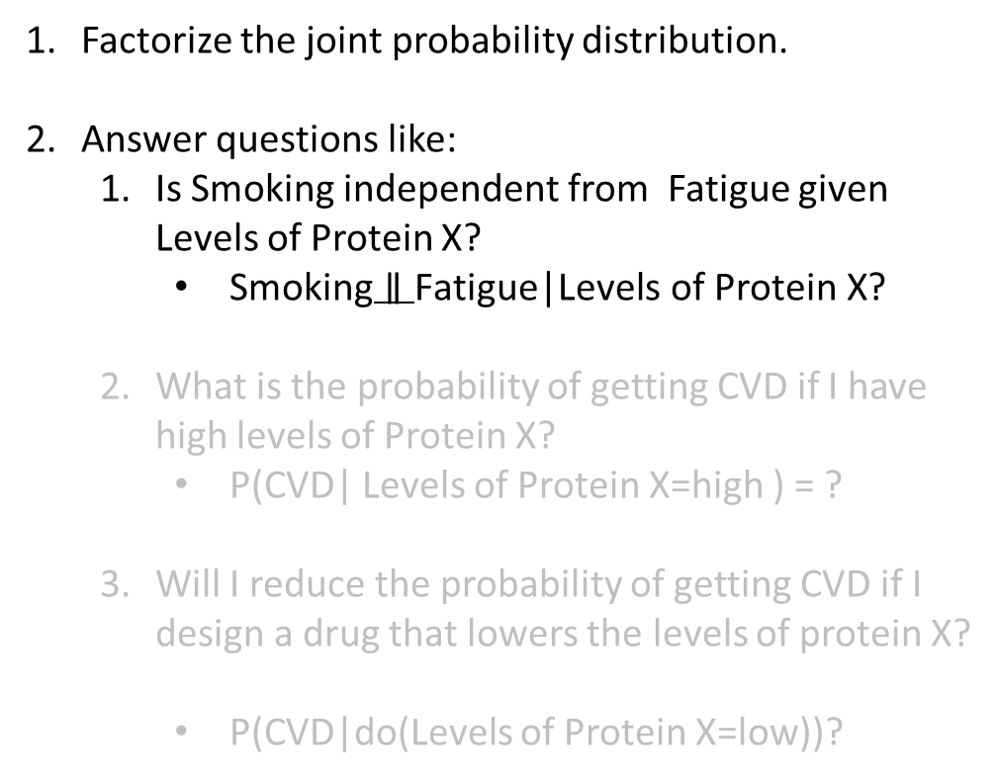 1. Factorize the joint probability distribution.
2. Answer questions like:
1. Is Smoking independent from Fatigue given
Levels of Protein X?
• Smoking _||_ Fatigue|Levels of Protein X?
2. What is the probability of getting CVD if I have
high levels of Protein X?
• P(CVD| Levels of Protein X=high ) = ?
3. Will I reduce the probability of getting CVD if I
design a drug that lowers the levels of protein X?
• P(CVD|do(Levels of Protein X=low))?